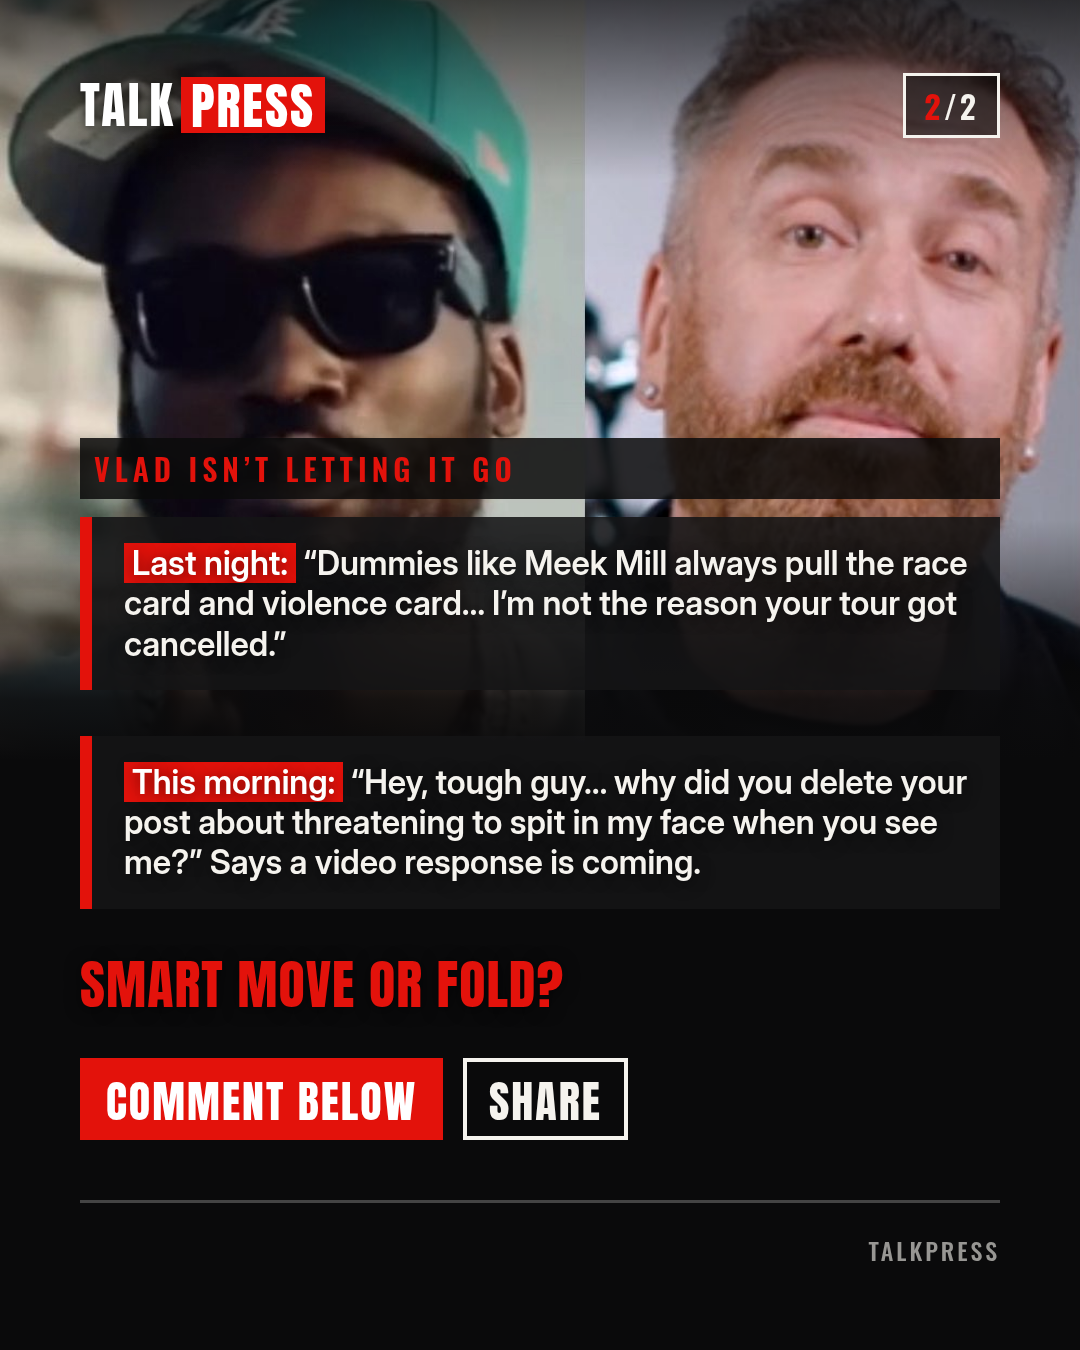 TALK PRESS
2/2
VLAD ISN’T LETTING IT GO
Last night: “Dummies like Meek Mill always pull the race
card and violence card... I’m not the reason your tour got
cancelled.”
This morning: “Hey, tough guy... why did you delete your
post about threatening to spit in my face when you see
me?” Says a video response is coming.
SMART MOVE OR FOLD?
COMMENT BELOW
SHARE
TALKPRESS